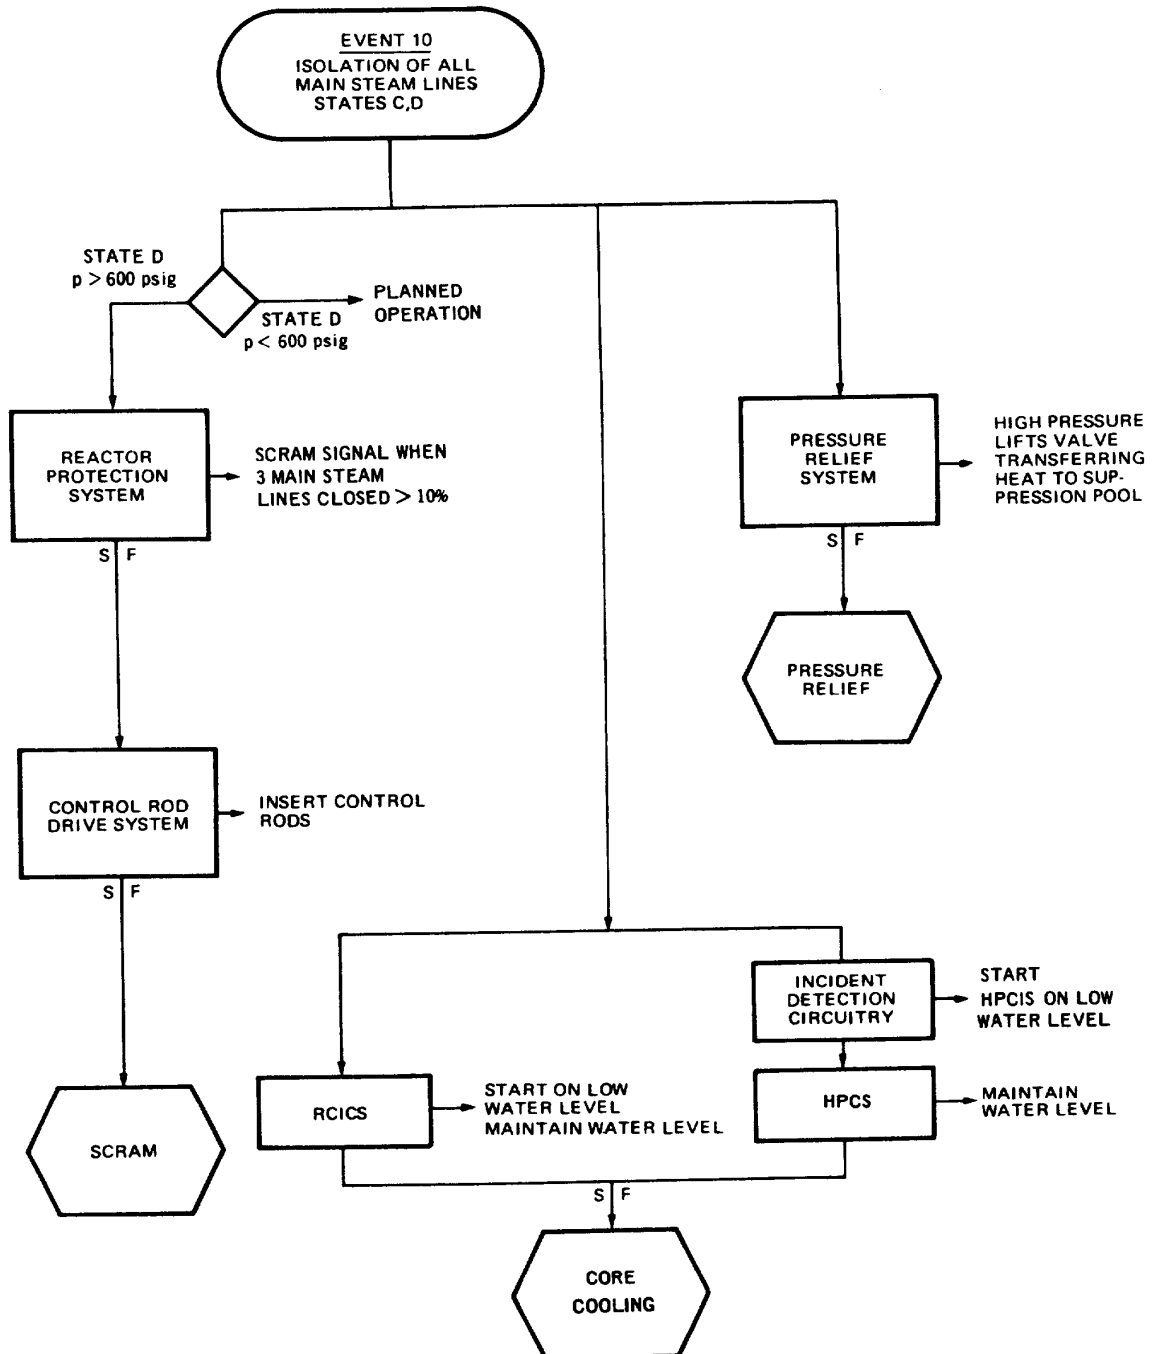 EVENT 10
ISOLATION OF ALL
MAIN STEAM LINES
STATES C,D
STATE D
p > 600 psig
PLANNED
OPERATION
STATE D
p < 600 psig
REACTOR
PROTECTION
SYSTEM
SCRAM SIGNAL WHEN
3 MAIN STEAM
LINES CLOSED > 10%
PRESSURE
RELIEF
SYSTEM
HIGH PRESSURE
LIFTS VALVE
TRANSFERRING
HEAT TO SUP-
PRESSION POOL
S F
S F
PRESSURE
RELIEF
CONTROL ROD
DRIVE SYSTEM
INSERT CONTROL
RODS
S F
INCIDENT
DETECTION
CIRCUITRY
START
HPCIS ON LOW
WATER LEVEL
RCICS
START ON LOW
WATER LEVEL
MAINTAIN WATER LEVEL
HPCS
MAINTAIN
WATER LEVEL
SCRAM
S F
CORE
COOLING